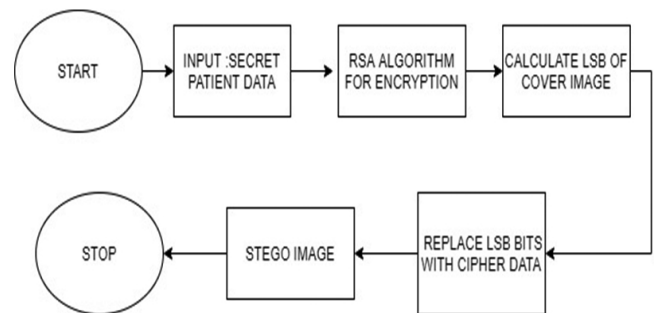 START
INPUT :SECRET
PATIENT DATA
RSA ALGORITHM
FOR ENCRYPTION
CALCULATE LSB OF
COVER IMAGE
REPLACE LSB BITS
WITH CIPHER DATA
STEGO IMAGE
STOP